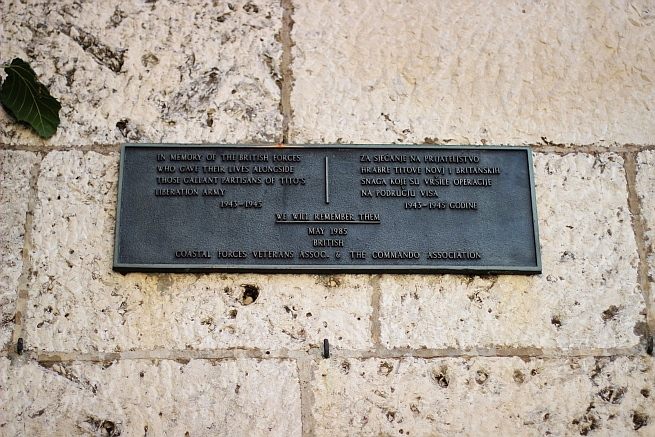 IN MEMORY OF THE BRITISH FORCES
WHO GAVE THEIR LIVES ALONGSIDE
THOSE GALLANT PARTISANS OF TITO'S
LIBERATION ARMY
1943–1945
ZA SJEĆANJE NA PRIJATELJSTVO
HRABRE TITOVE NOVJ I BRITANSKIH
SNAGA KOJE SU VRŠILE OPERACIJE
NA PODRUČJU VISA
1943–1945 GODINE
WE WILL REMEMBER THEM
MAY 1985
BRITISH
COASTAL FORCES VETERANS ASSOC. & THE COMMANDO ASSOCIATION